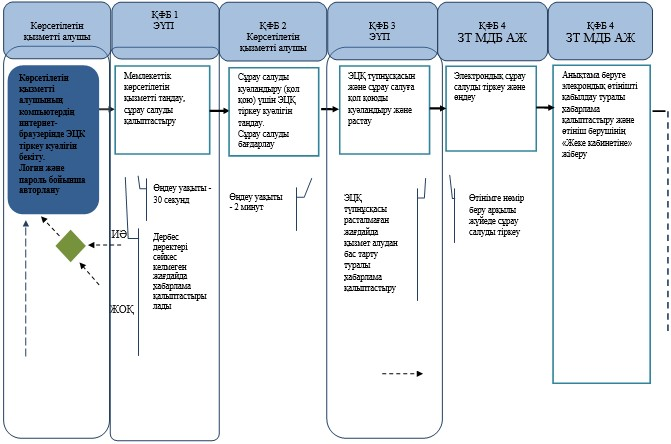 Көрсетілетін
қызметті алушы
ҚФБ 1
ЭҮП
ҚФБ 2
Көрсетілетін
қызметті алушы
ҚФБ 3
ЭҮП
ҚФБ 4
ЗТ МДБ АЖ
ҚФБ 4
ЗТ МДБ АЖ
Көрсетілетін
қызметті
алушының
компьютердің
интернет-
браузерінде ЭЦҚ
тіркеу куәлігін
бекіту.
Логин және
пароль бойынша
авторлану
Мемлекеттік
көрсетілетін
қызметті таңдау,
сұрау салуды
қалыптастыру
Сұрау салуды
куәландыру (қол
қою) үшін ЭЦҚ
тіркеу куәлігін
таңдау.
Сұрау салуды
бағдарлау
ЭЦҚ түпнұсқасын
және сұрау салуға
қол қоюды
куәландыру және
растау
Электрондық сұрау
салуды тіркеу және
өңдеу
Анықтама беруге
элекрондық өтінішті
қабылдау туралы
хабарлама
қалыптастыру және
өтініш берушінің
«Жеке кабинетіне»
жіберу
Өңдеу уақыты -
30 секунд
Өңдеу уақыты
- 2 минут
ЭЦҚ
түпнұсқасы
расталмаған
жағдайда
қызмет алудан
бас тарту
туралы
хабарлама
қалыптастыру
Өтінімге нөмір
беру арқылы
жүйеде сұрау
салуды тіркеу
ИӘ
Дербес
деректері
сәйкес
келмеген
жағдайда
хабарлама
қалыптастыры
лады
ЖОҚ